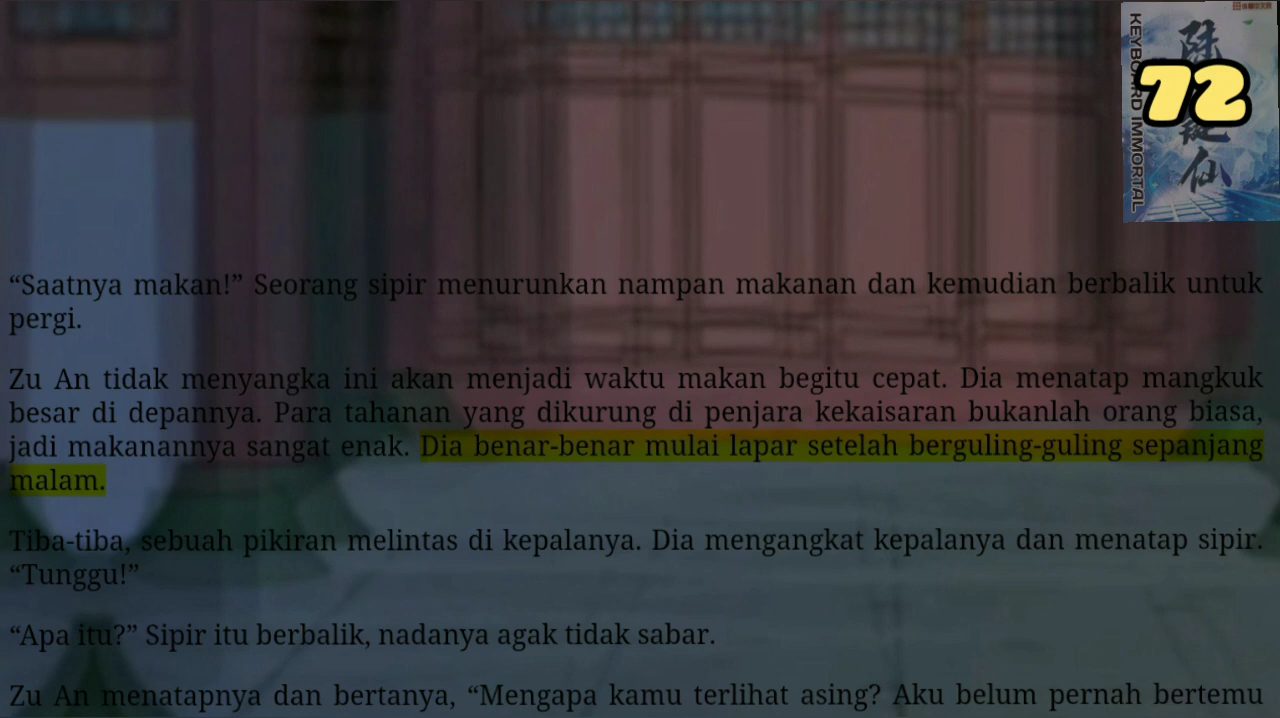 KEYBOARD IMMORTAL
72
仙
“Saatnya makan!” Seorang sipir menurunkan nampan makanan dan kemudian berbalik untuk
pergi.
Zu An tidak menyangka ini akan menjadi waktu makan begitu cepat. Dia menatap mangkuk
besar di depannya. Para tahanan yang dikurung di penjara kekaisaran bukanlah orang biasa,
jadi makanannya sangat enak. Dia benar-benar mulai lapar setelah berguling-guling sepanjang
malam.
Tiba-tiba, sebuah pikiran melintas di kepalanya. Dia mengangkat kepalanya dan menatap sipir.
“Tunggu!”
“Apa itu?” Sipir itu berbalik, nadanya agak tidak sabar.
Zu An menatapnya dan bertanya, “Mengapa kamu terlihat asing? Aku belum pernah bertemu